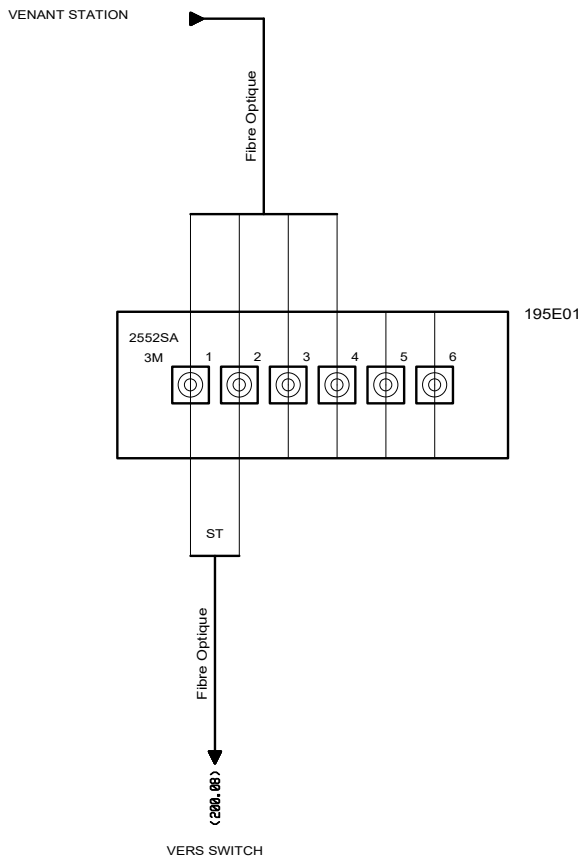 VENANT STATION
Fibre Optique
195E01
2552SA
3M
1 2 3 4 5 6
ST
Fibre Optique
(200.08)
VERS SWITCH